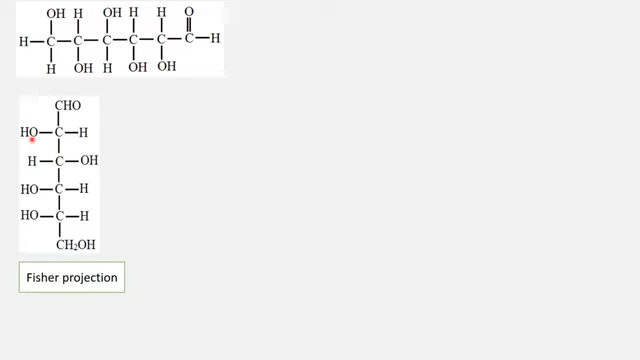 OH H OH H H O
H—C—C—C—C—C—C—H
H OH H OH OH
CHO
HO—C—H
H—C—OH
HO—C—H
HO—C—H
CH₂OH
Fisher projection